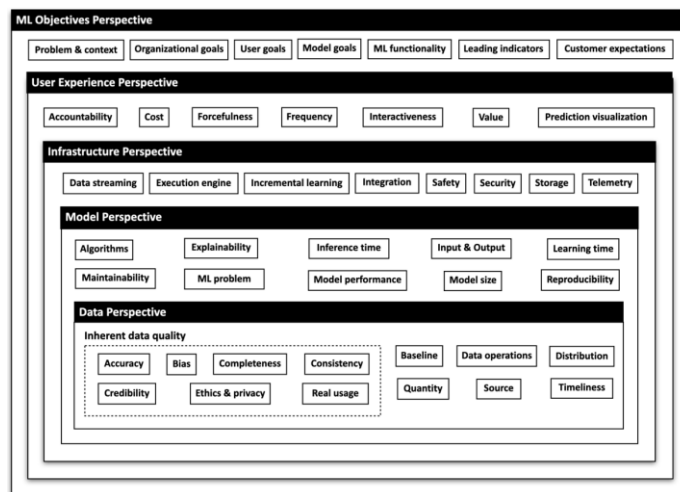 ML Objectives Perspective
Problem & context Organizational goals User goals Model goals ML functionality Leading indicators Customer expectations
User Experience Perspective
Accountability Cost Forcefulness Frequency Interactiveness Value Prediction visualization
Infrastructure Perspective
Data streaming Execution engine Incremental learning Integration Safety Security Storage Telemetry
Model Perspective
Algorithms Explainability Inference time Input & Output Learning time
Maintainability ML problem Model performance Model size Reproducibility
Data Perspective
Inherent data quality
Accuracy Bias Completeness Consistency Baseline Data operations Distribution
Credibility Ethics & privacy Real usage Quantity Source Timeliness